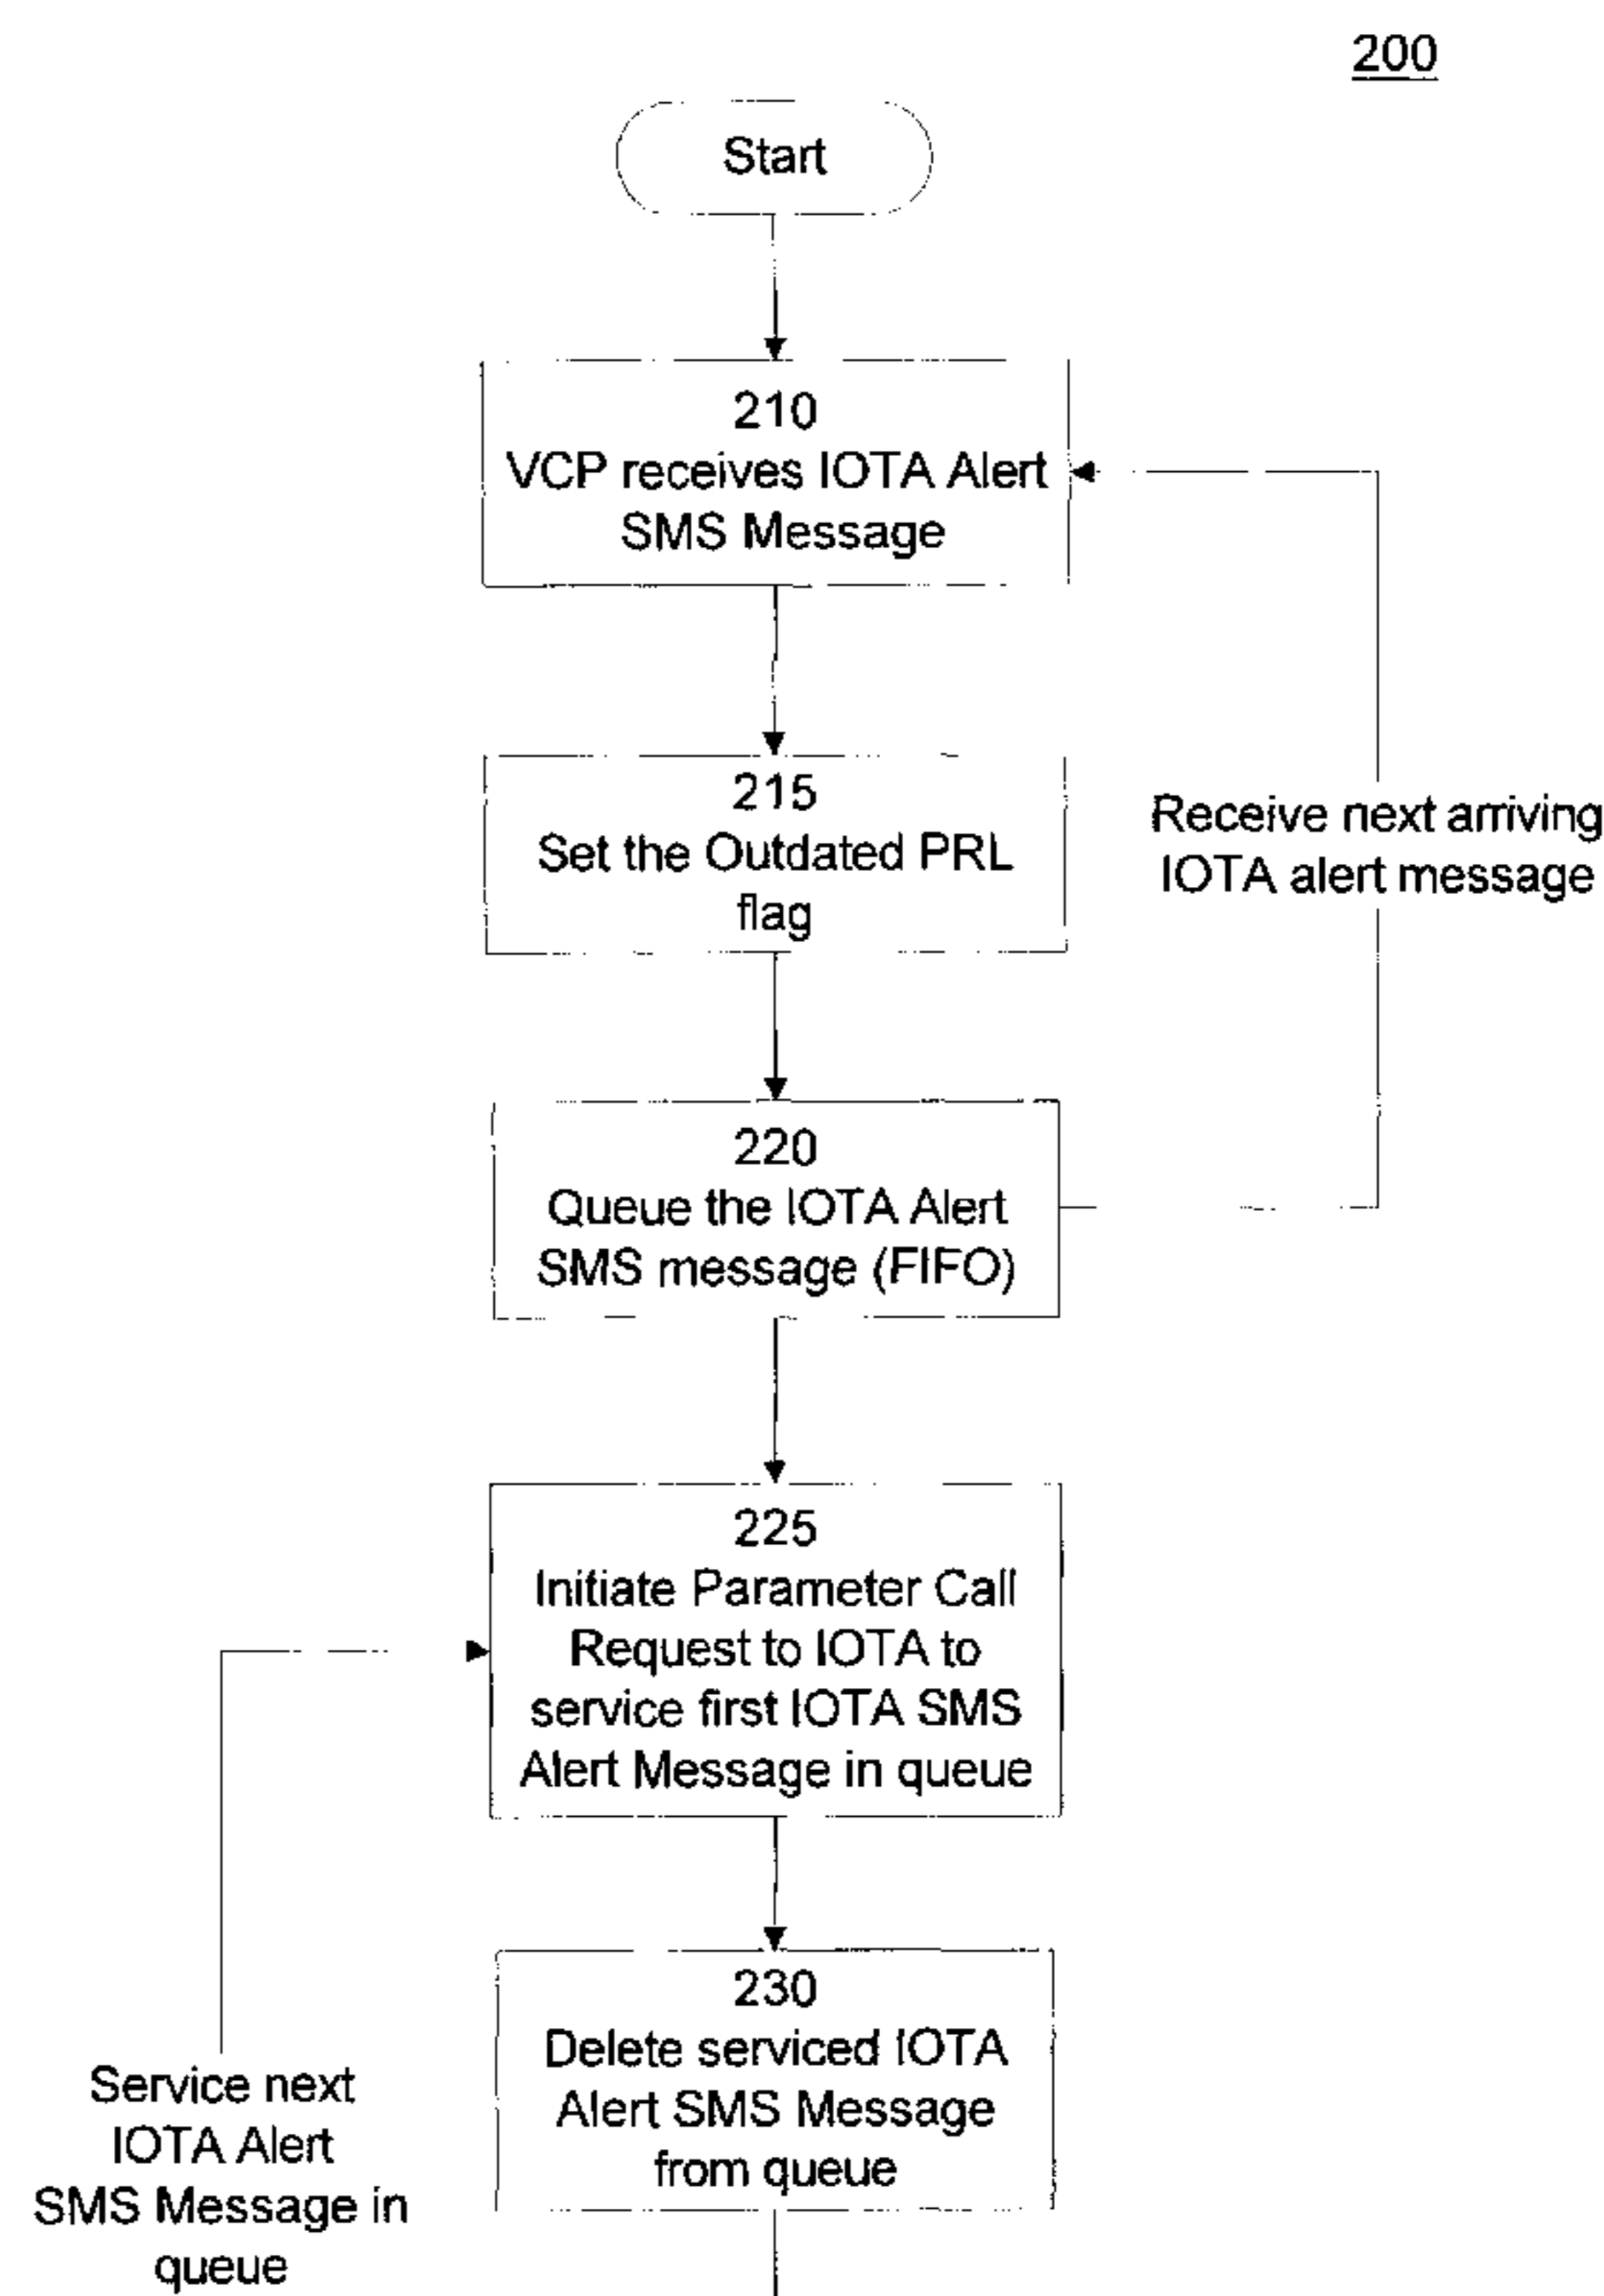 200
Start
210
VCP receives IOTA Alert
SMS Message
215
Set the Outdated PRL
flag
Receive next arriving
IOTA alert message
220
Queue the IOTA Alert
SMS message (FIFO)
225
Initiate Parameter Call
Request to IOTA to
service first IOTA SMS
Alert Message in queue
230
Delete serviced IOTA
Alert SMS Message
from queue
Service next
IOTA Alert
SMS Message in
queue